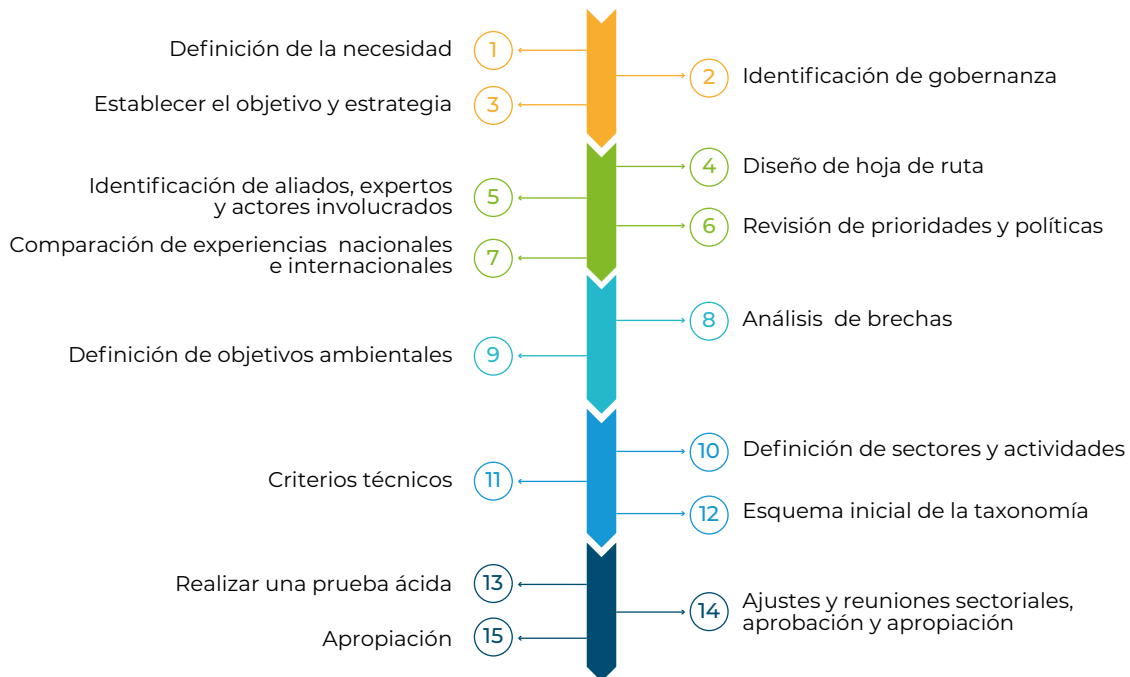 1
Definición de la necesidad
2
Identificación de gobernanza
3
Establecer el objetivo y estrategia
4
Diseño de hoja de ruta
5
Identificación de aliados, expertos
y actores involucrados
6
Revisión de prioridades y políticas
7
Comparación de experiencias nacionales
e internacionales
8
Análisis de brechas
9
Definición de objetivos ambientales
10
Definición de sectores y actividades
11
Criterios técnicos
12
Esquema inicial de la taxonomía
13
Realizar una prueba ácida
14
Ajustes y reuniones sectoriales,
aprobación y apropiación
15
Apropiación